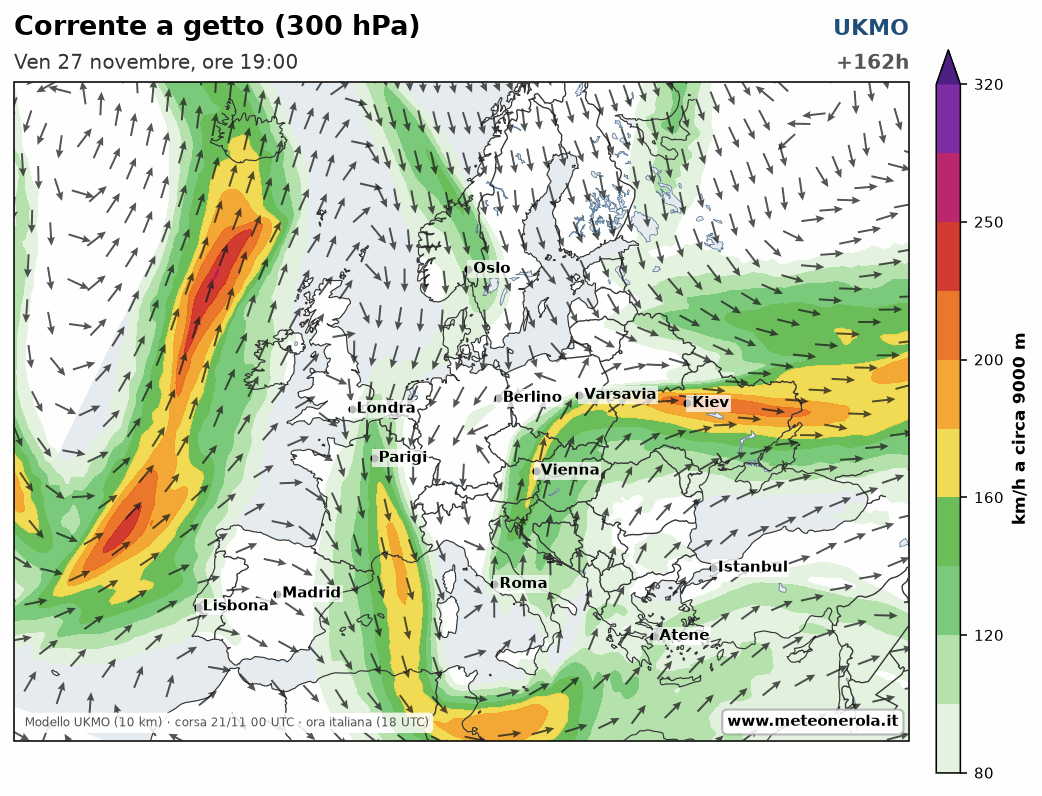 Corrente a getto (300 hPa)
UKMO
Ven 27 novembre, ore 19:00
+162h
320
250
200
160
120
80
km/h a circa 9000 m
Oslo
Berlino
Varsavia
Kiev
Londra
Parigi
Vienna
Istanbul
Roma
Madrid
Lisbona
Atene
Modello UKMO (10 km) · corsa 21/11 00 UTC · ora italiana (18 UTC)
www.meteonerola.it